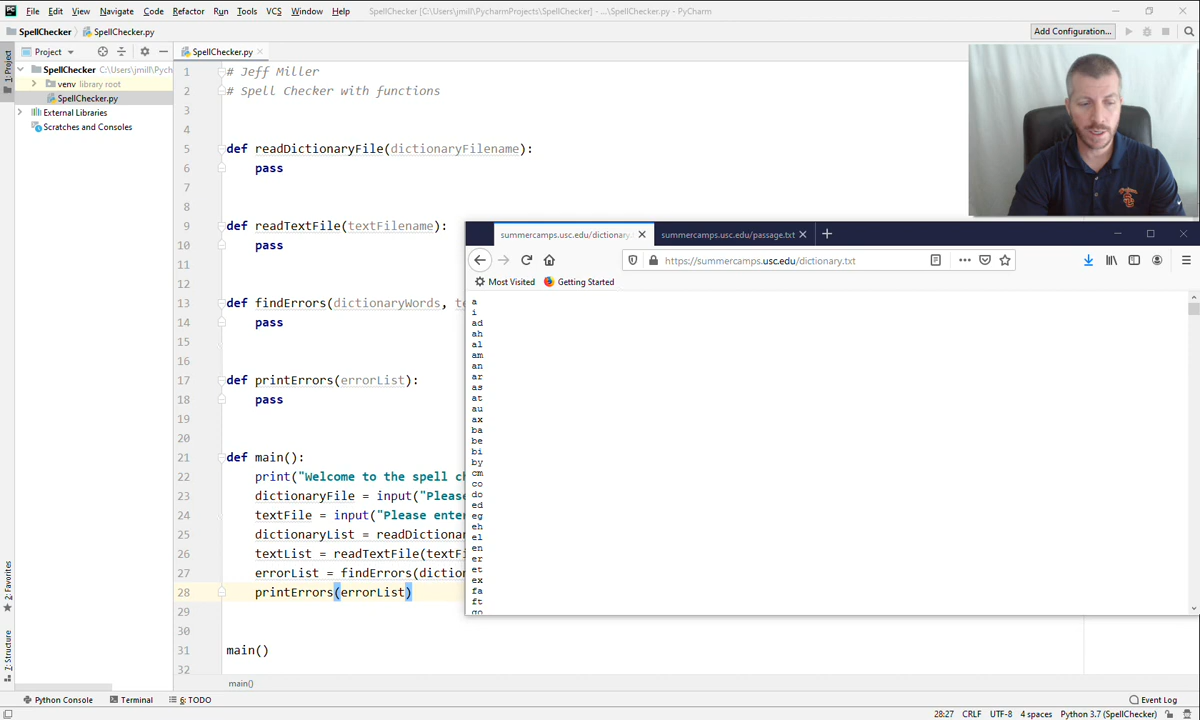 File Edit View Navigate Code Refactor Run Tools VCS Window Help SpellChecker [C:\Users\jmill\PycharmProjects\SpellChecker] - ...\SpellChecker.py - PyCharm
SpellChecker SpellChecker.py Add Configuration...
Project SpellChecker.py
1: Project
SpellChecker C:\Users\jmill\Pych
venv library root
SpellChecker.py
External Libraries
Scratches and Consoles
1 # Jeff Miller
2 # Spell Checker with functions
3
4
5 def readDictionaryFile(dictionaryFilename):
6 pass
7
8
9 def readTextFile(textFilename):
10 pass
11
12
13 def findErrors(dictionaryWords, te
14 pass
15
16
17 def printErrors(errorList):
18 pass
19
20
21 def main():
22 print("Welcome to the spell ch
23 dictionaryFile = input("Please
24 textFile = input("Please enter
25 dictionaryList = readDictionar
26 textList = readTextFile(textFi
27 errorList = findErrors(diction
28 printErrors(errorList)
29
30
31 main()
32
main()
summercamps.usc.edu/dictionary. summercamps.usc.edu/passage.txt
https://summercamps.usc.edu/dictionary.txt
Most Visited Getting Started
a
i
ad
ah
al
am
an
ar
as
at
au
ax
ba
be
bi
by
cm
co
do
ed
eg
eh
el
en
er
et
ex
fa
ft
go
2: Favorites
7: Structure
Python Console Terminal 6: TODO Event Log
28:27 CRLF UTF-8 4 spaces Python 3.7 (SpellChecker)